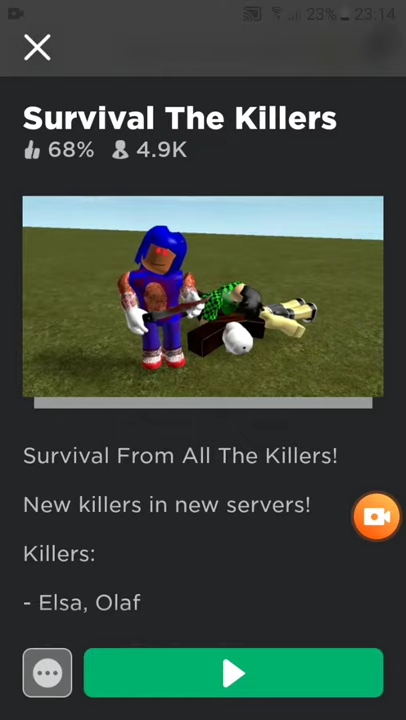 23% 23:14
Survival The Killers
68% 4.9K
Survival From All The Killers!
New killers in new servers!
Killers:
- Elsa, Olaf